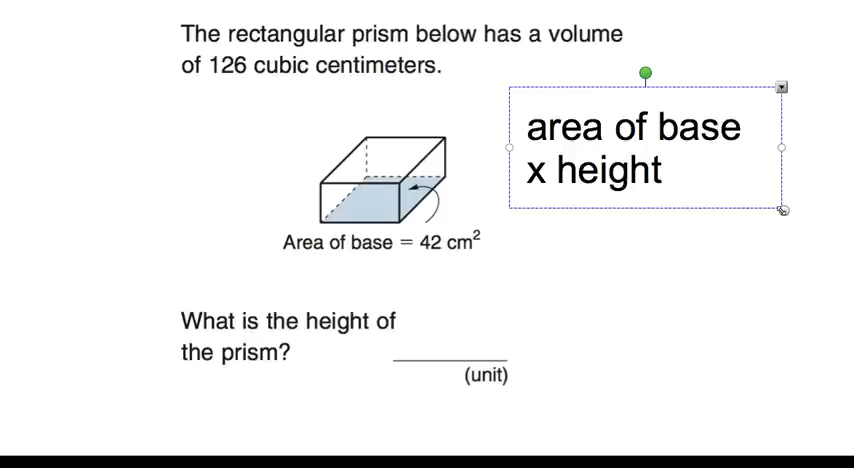 The rectangular prism below has a volume
of 126 cubic centimeters.
area of base
x height
Area of base = 42 cm²
What is the height of
the prism?
(unit)